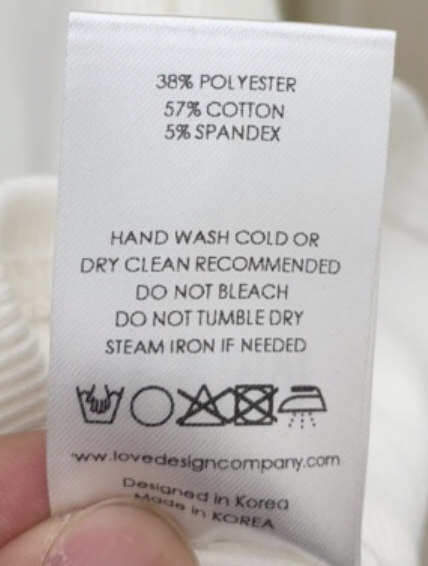 38% POLYESTER
57% COTTON
5% SPANDEX
HAND WASH COLD OR
DRY CLEAN RECOMMENDED
DO NOT BLEACH
DO NOT TUMBLE DRY
STEAM IRON IF NEEDED
www.lovedesigncompany.com
Designed in Korea
Made in KOREA